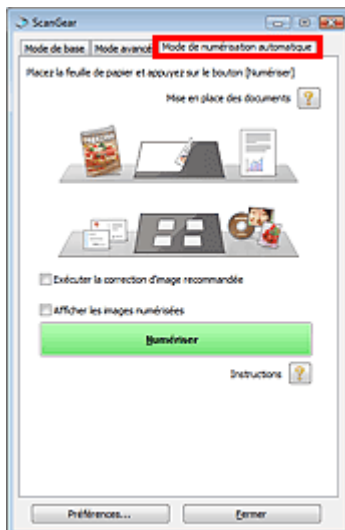 ScanGear
Mode de base Mode avancé Mode de numérisation automatique
Placez la feuille de papier et appuyez sur le bouton [Numériser]
Mise en place des documents ?
Exécuter la correction d'image recommandée
Afficher les images numérisées
Numériser
Instructions ?
Préférences... Fermer